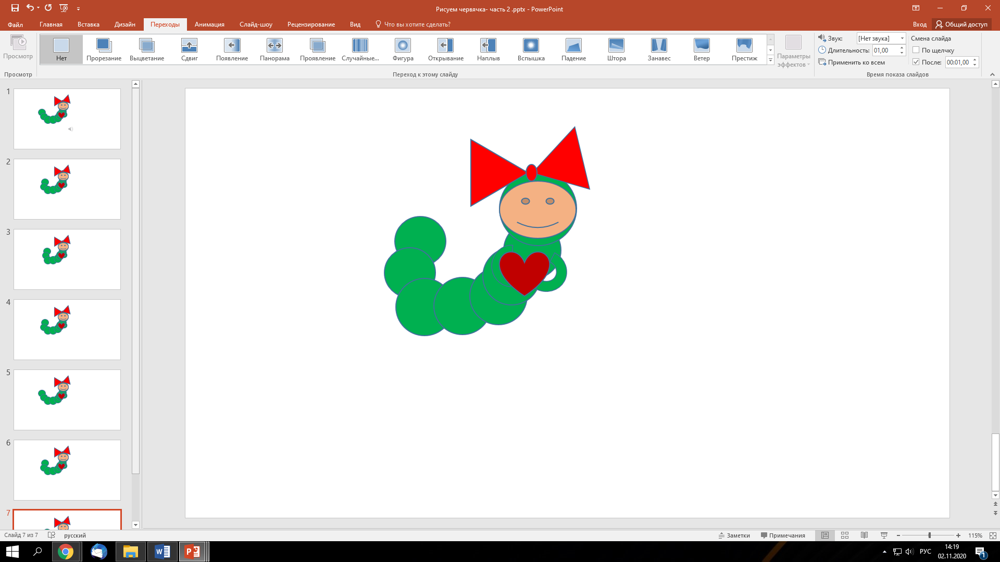 Рисуем червячка- часть 2 .pptx - PowerPoint
Файл Главная Вставка Дизайн Переходы Анимация Слайд-шоу Рецензирование Вид Что вы хотите сделать? Вход Общий доступ
Просмотр
Просмотр
Нет Прорезание Выцветание Сдвиг Появление Панорама Проявление Случайные... Фигура Открывание Наплыв Вспышка Падение Штора Занавес Ветер Престиж
Переход к этому слайду
Параметры
эффектов
Звук: [Нет звука]
Длительность: 01,00
Применить ко всем
Смена слайда
По щелчку
После: 00:01,00
Время показа слайдов
1
2
3
4
5
6
7
Слайд 7 из 7 русский Заметки Примечания 115%
РУС
14:19
02.11.2020
1